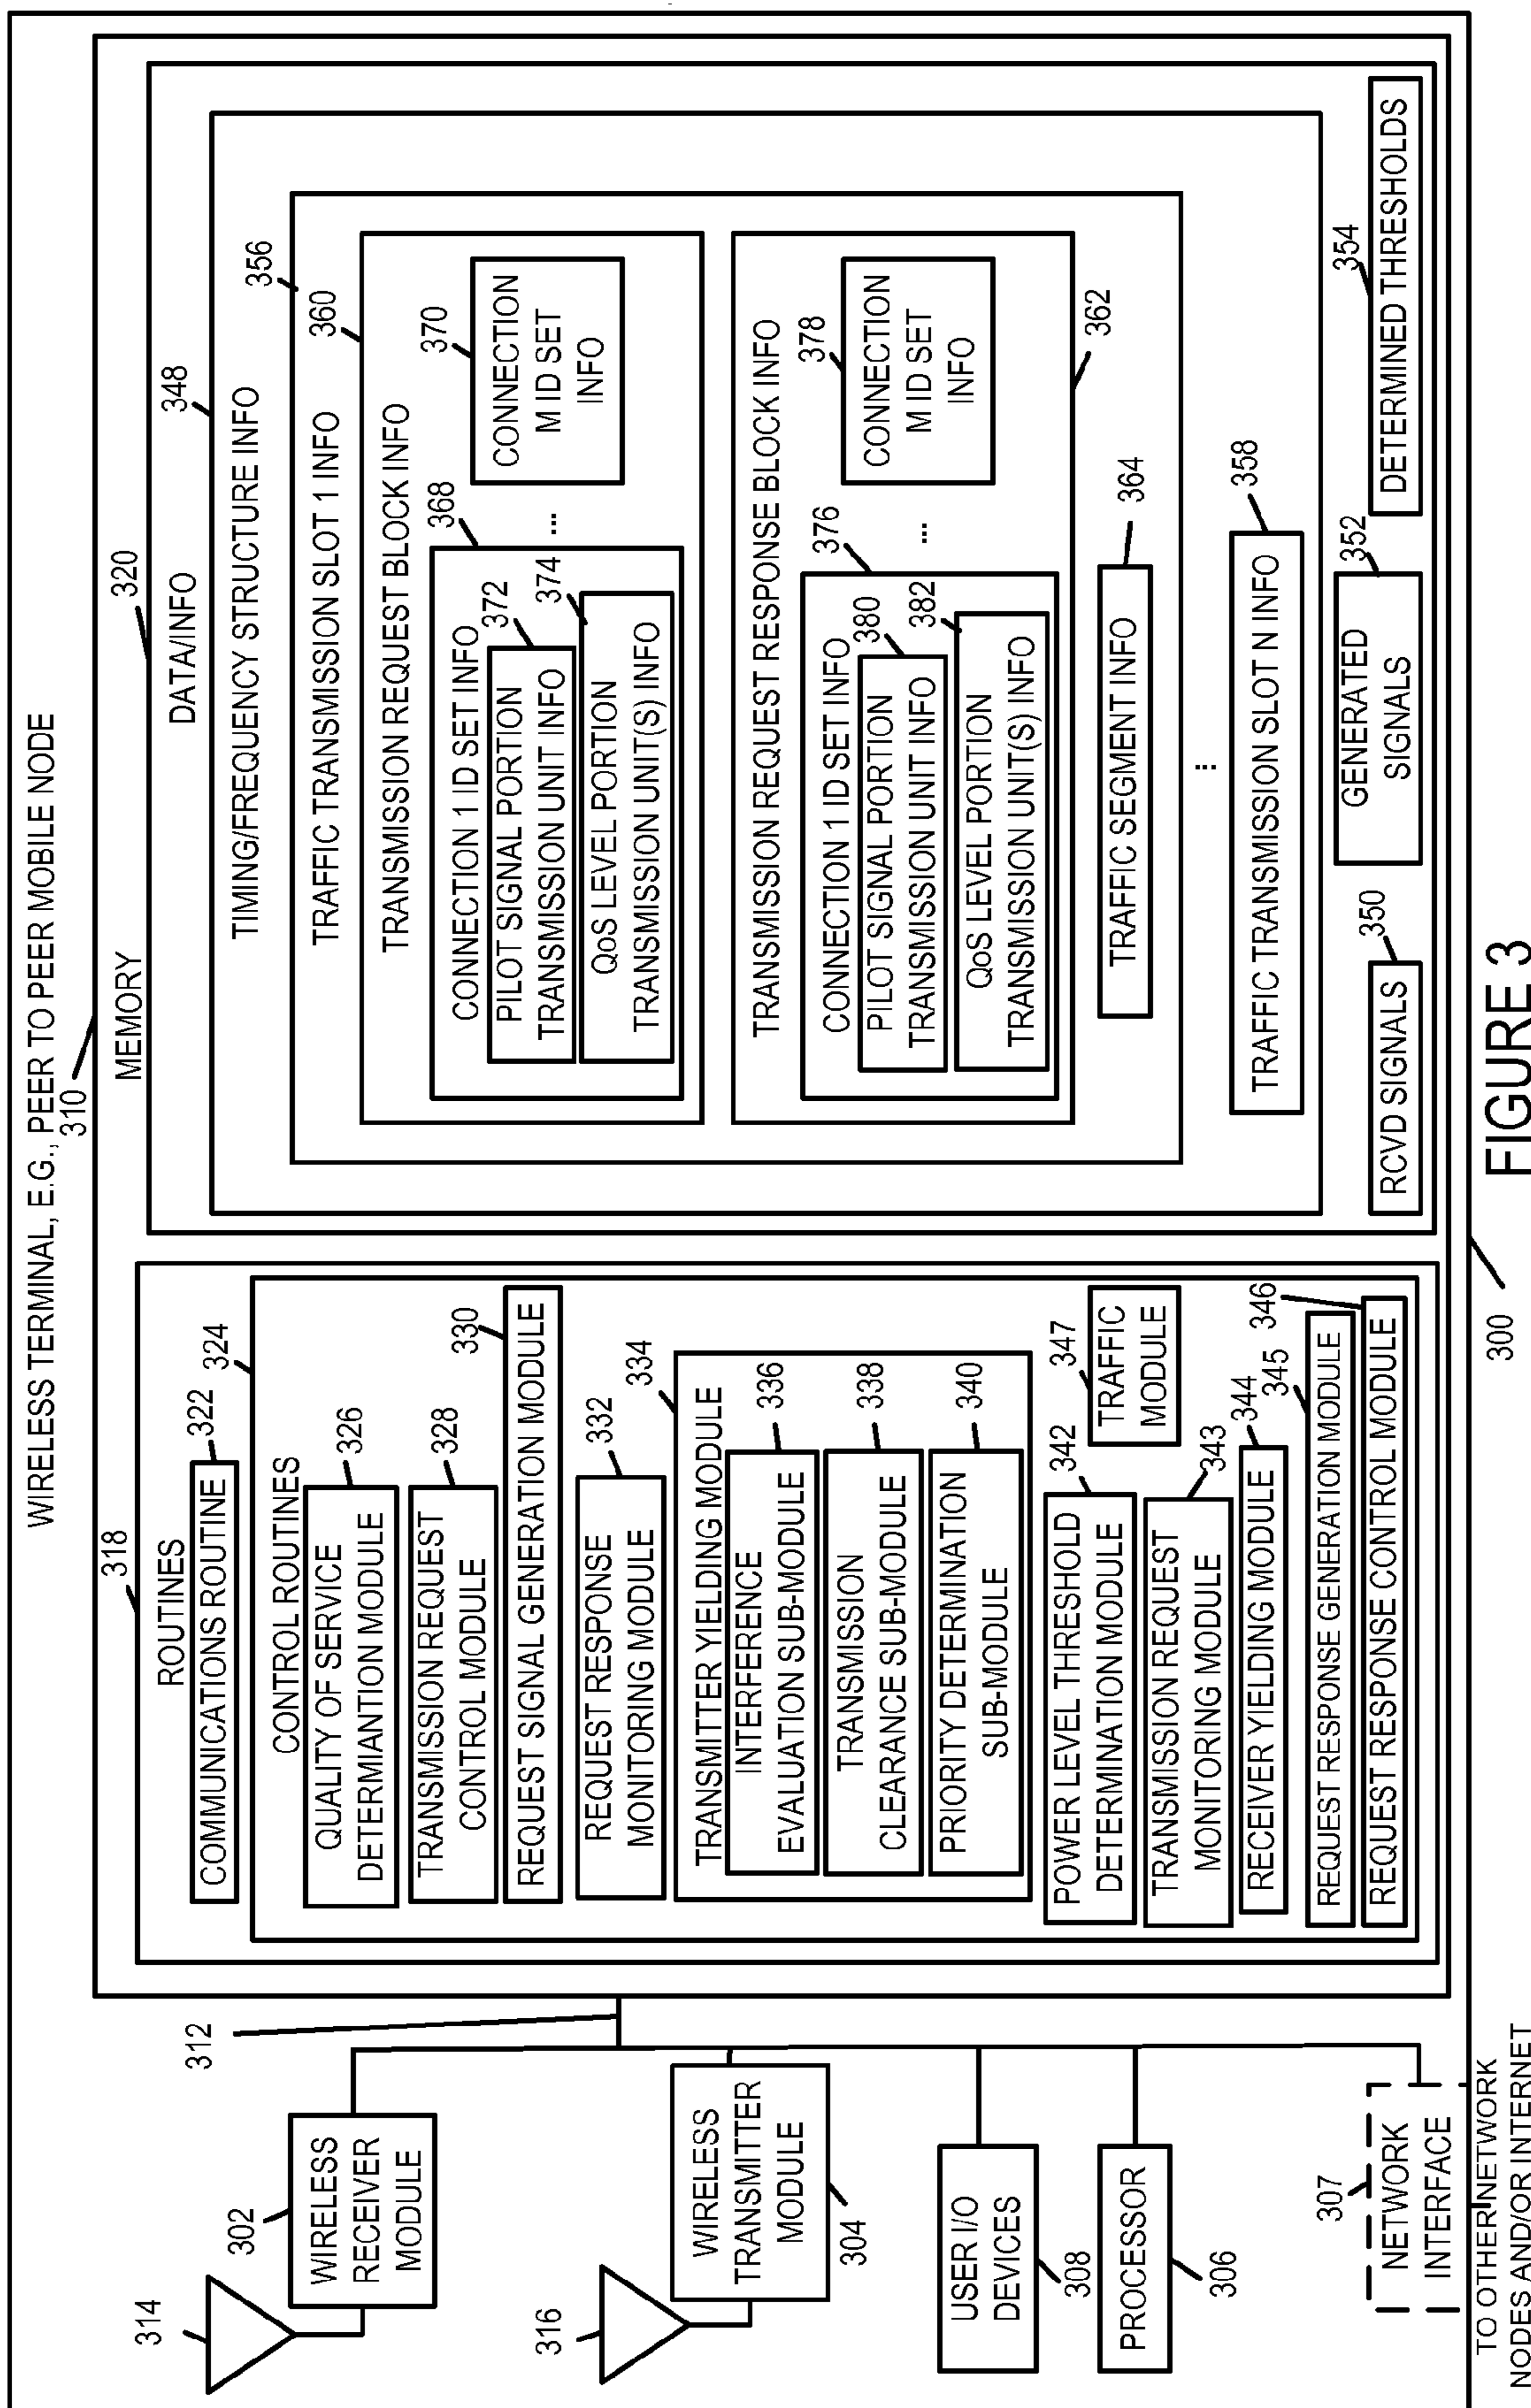 WIRELESS TERMINAL, E.G., PEER TO PEER MOBILE NODE
310
314
302
WIRELESS
RECEIVER
MODULE
316
WIRELESS
TRANSMITTER
MODULE
304
USER I/O
DEVICES
308
PROCESSOR
306
307
NETWORK
INTERFACE
TO OTHER NETWORK
NODES AND/OR INTERNET
312
MEMORY
318
ROUTINES
322
COMMUNICATIONS ROUTINE
324
CONTROL ROUTINES
326
QUALITY OF SERVICE
DETERMIANTION MODULE
328
TRANSMISSION REQUEST
CONTROL MODULE
330
REQUEST SIGNAL GENERATION MODULE
332
REQUEST RESPONSE
MONITORING MODULE
334
TRANSMITTER YIELDING MODULE
336
INTERFERENCE
EVALUATION SUB-MODULE
338
TRANSMISSION
CLEARANCE SUB-MODULE
340
PRIORITY DETERMINATION
SUB-MODULE
342
POWER LEVEL THRESHOLD
DETERMINATION MODULE
347
TRAFFIC
MODULE
343
TRANSMISSION REQUEST
MONITORING MODULE
344
RECEIVER YIELDING MODULE
345
REQUEST RESPONSE GENERATION MODULE
346
REQUEST RESPONSE CONTROL MODULE
320
DATA/INFO
348
TIMING/FREQUENCY STRUCTURE INFO
356
TRAFFIC TRANSMISSION SLOT 1 INFO
360
TRANSMISSION REQUEST BLOCK INFO
368
CONNECTION 1 ID SET INFO
372
PILOT SIGNAL PORTION
TRANSMISSION UNIT INFO
374
QoS LEVEL PORTION
TRANSMISSION UNIT(S) INFO
...
370
CONNECTION
M ID SET
INFO
TRANSMISSION REQUEST RESPONSE BLOCK INFO
362
376
CONNECTION 1 ID SET INFO
380
PILOT SIGNAL PORTION
TRANSMISSION UNIT INFO
382
QoS LEVEL PORTION
TRANSMISSION UNIT(S) INFO
...
378
CONNECTION
M ID SET
INFO
364
TRAFFIC SEGMENT INFO
...
358
TRAFFIC TRANSMISSION SLOT N INFO
350
RCVD SIGNALS
352
GENERATED
SIGNALS
354
DETERMINED THRESHOLDS
300
FIGURE 3